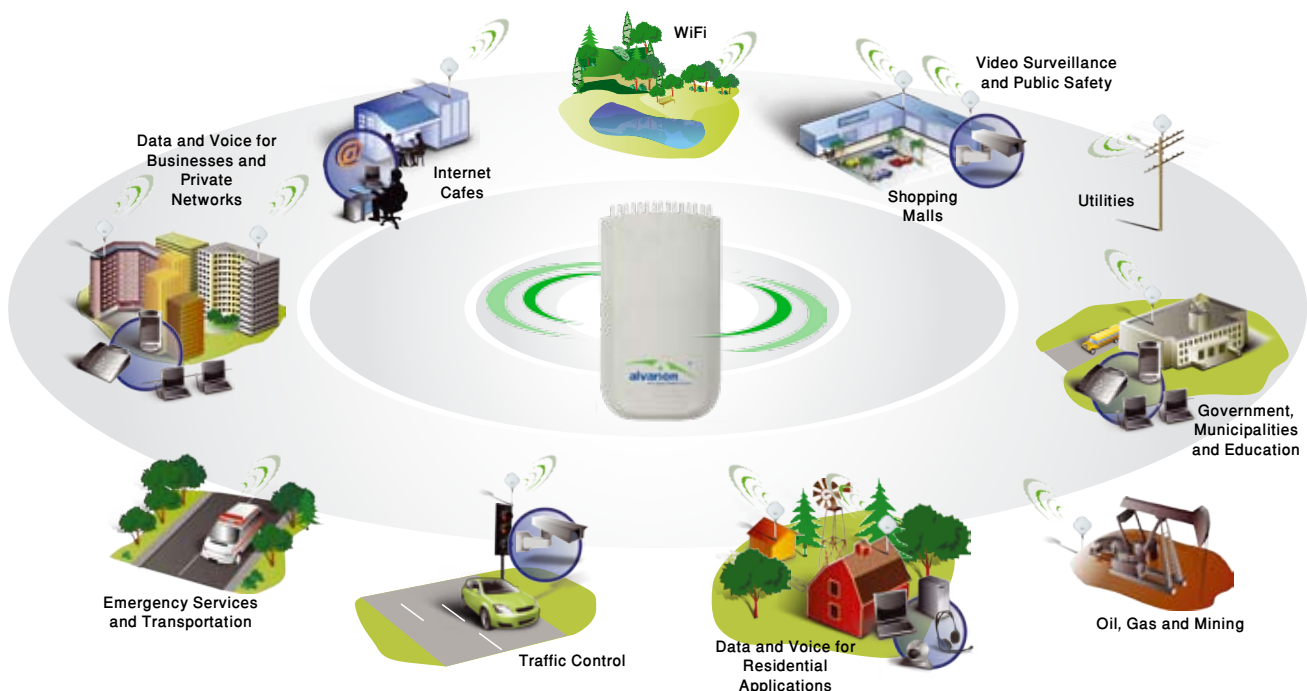 WiFi
Video Surveillance
and Public Safety
Data and Voice for
Businesses and
Private
Networks
Internet
Cafes
@
Shopping
Malls
Utilities
alvarion
Government,
Municipalities
and Education
Emergency Services
and Transportation
Traffic Control
Data and Voice for
Residential
Applications
Oil, Gas and Mining